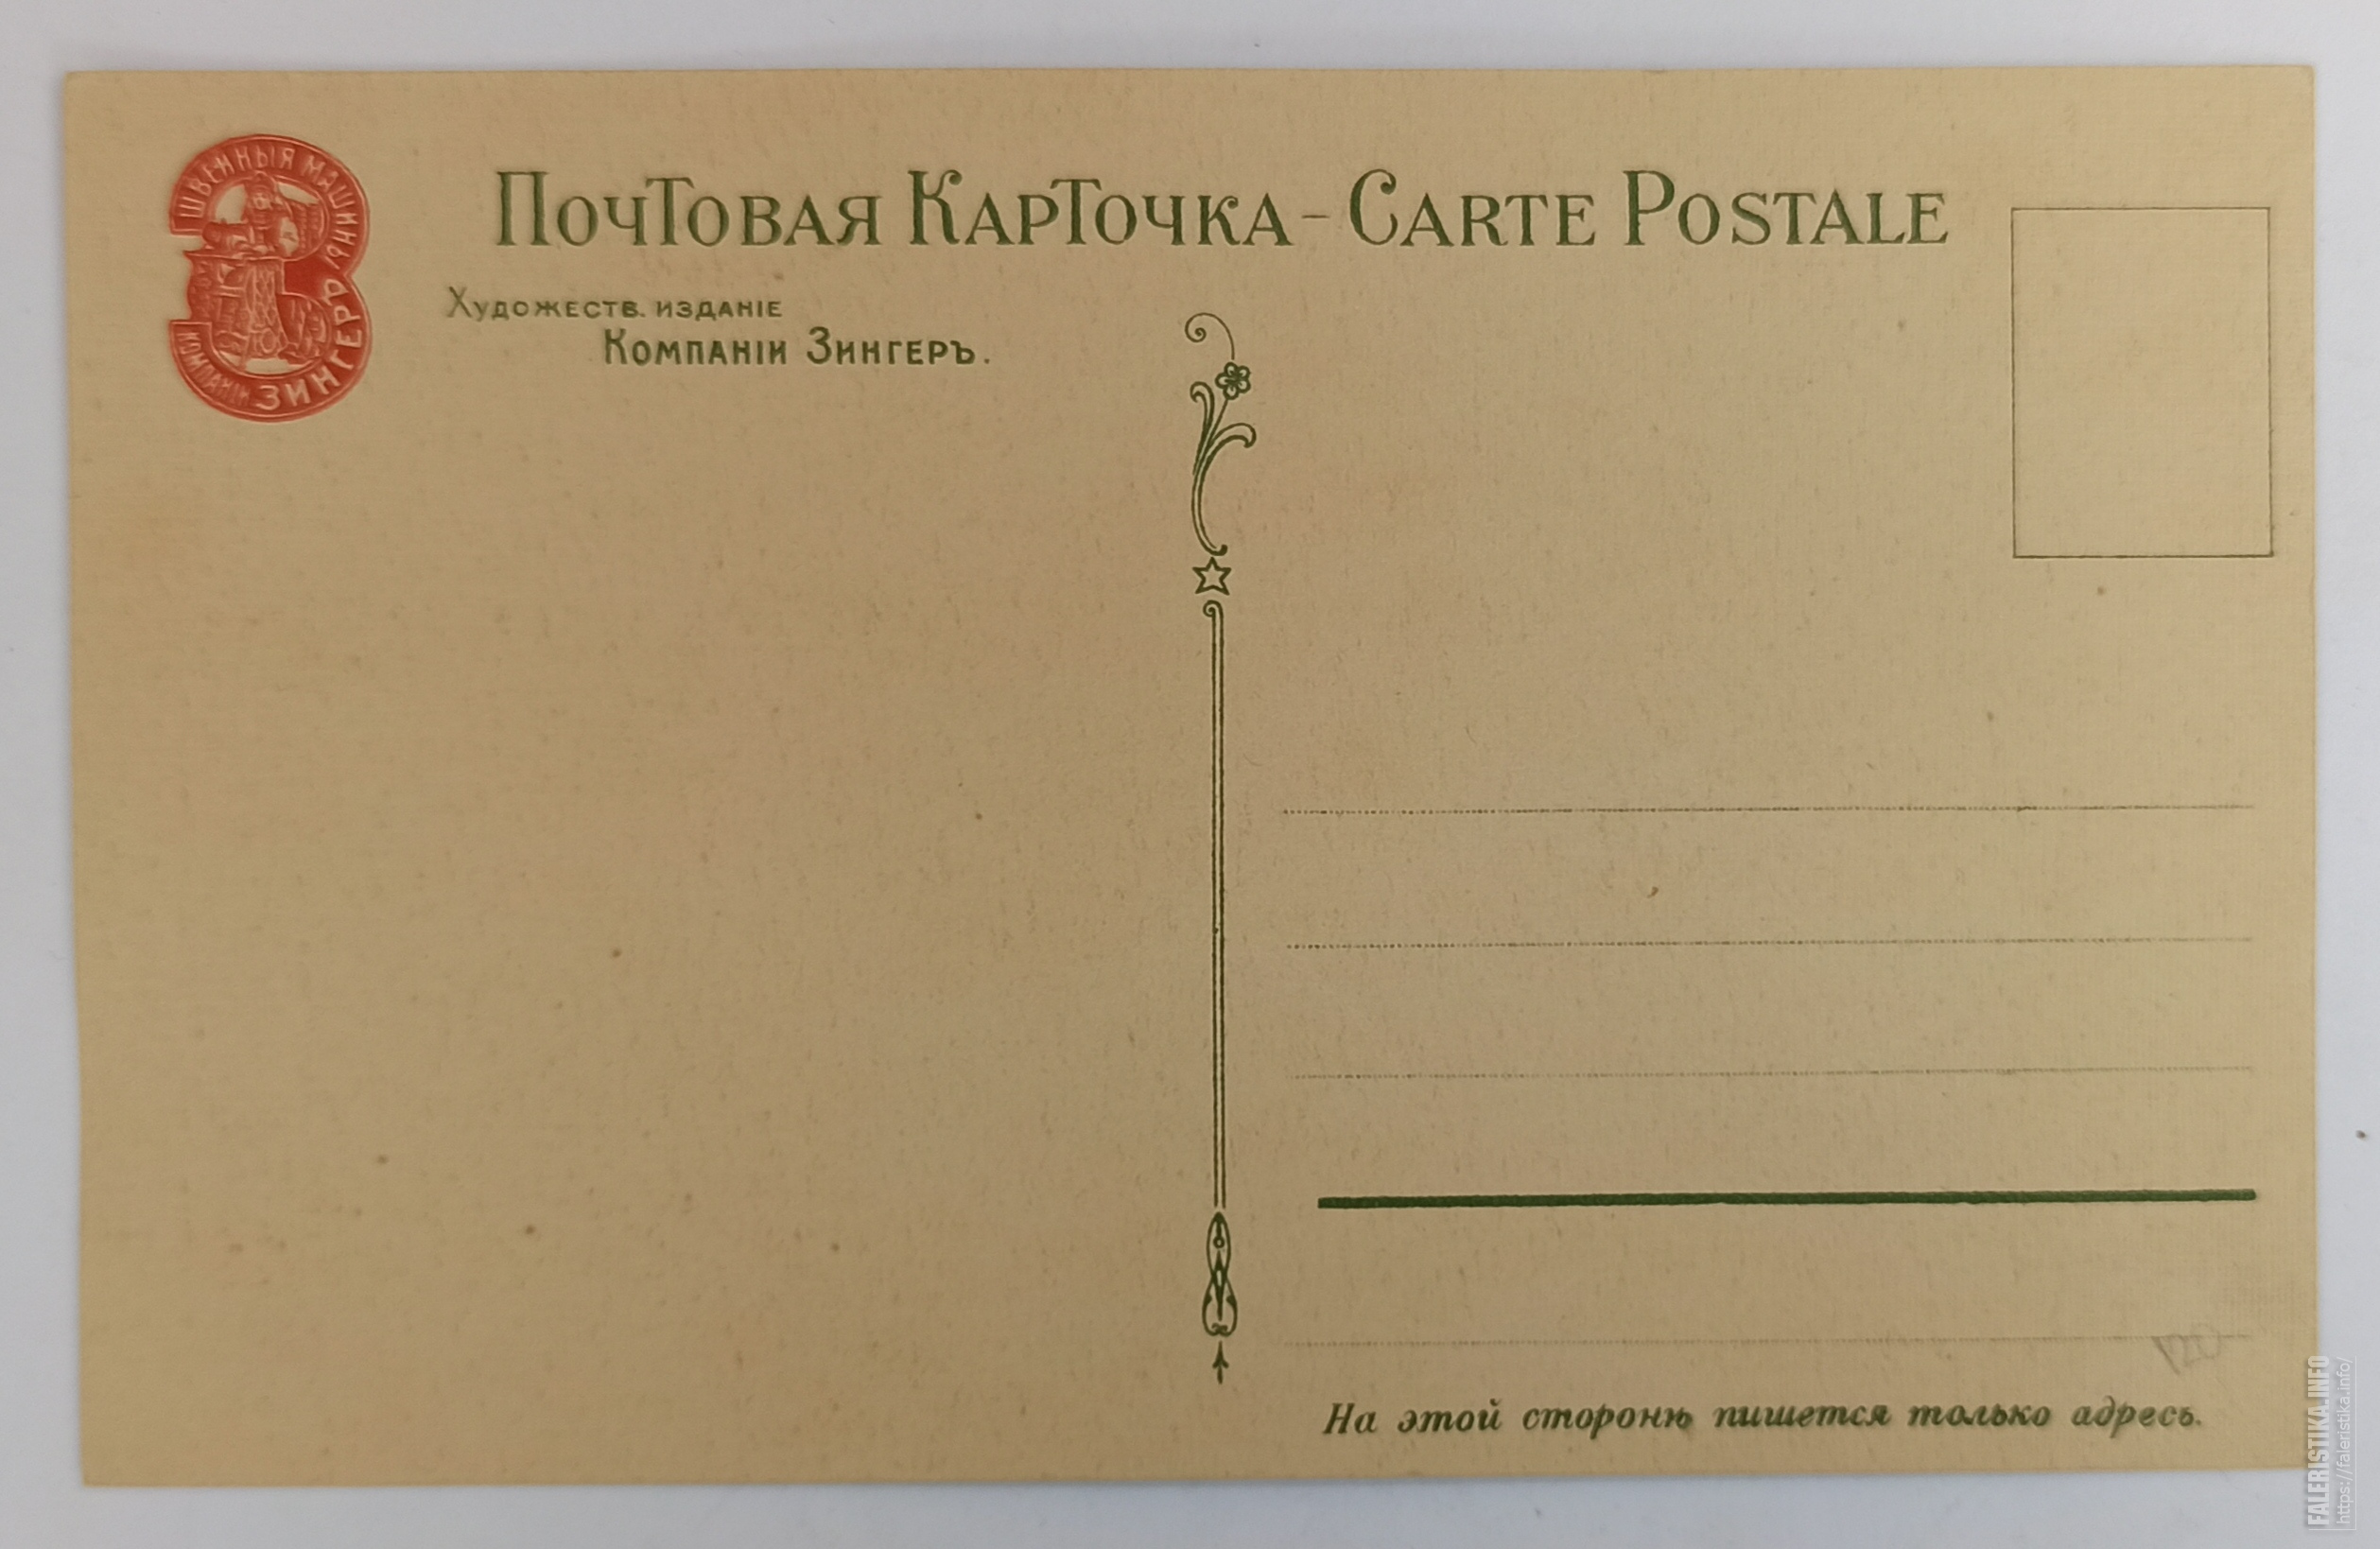 ПОЧТОВАЯ КАРТОЧКА - CARTE POSTALE
ШВЕЙНЫЯ МАШИНЫ
КОМПАНІИ ЗИНГЕРЪ
ХУДОЖЕСТВ. ИЗДАНІЕ
КОМПАНІИ ЗИНГЕРЪ.
На этой сторонѣ пишется только адресъ.
FALERISTIKA.INFO
https://faleristika.info/